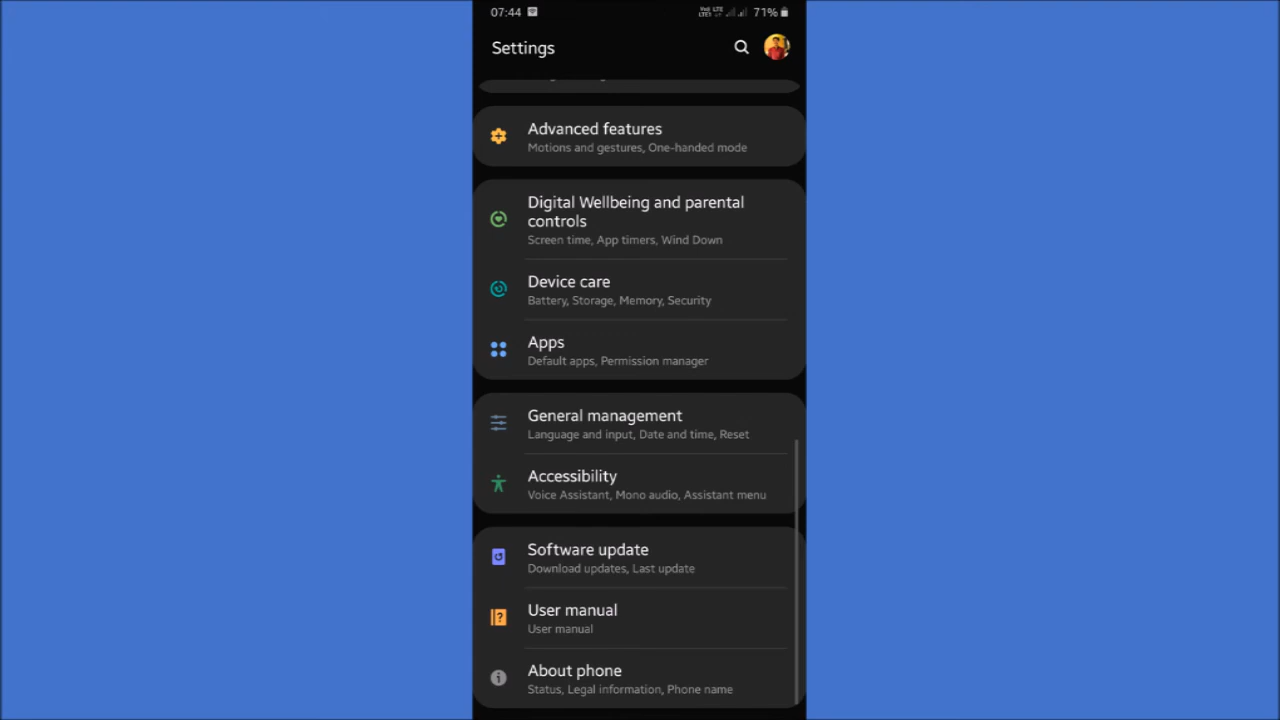 07:44 71%
Settings
Advanced features
Motions and gestures, One-handed mode
Digital Wellbeing and parental
controls
Screen time, App timers, Wind Down
Device care
Battery, Storage, Memory, Security
Apps
Default apps, Permission manager
General management
Language and input, Date and time, Reset
Accessibility
Voice Assistant, Mono audio, Assistant menu
Software update
Download updates, Last update
User manual
User manual
About phone
Status, Legal information, Phone name